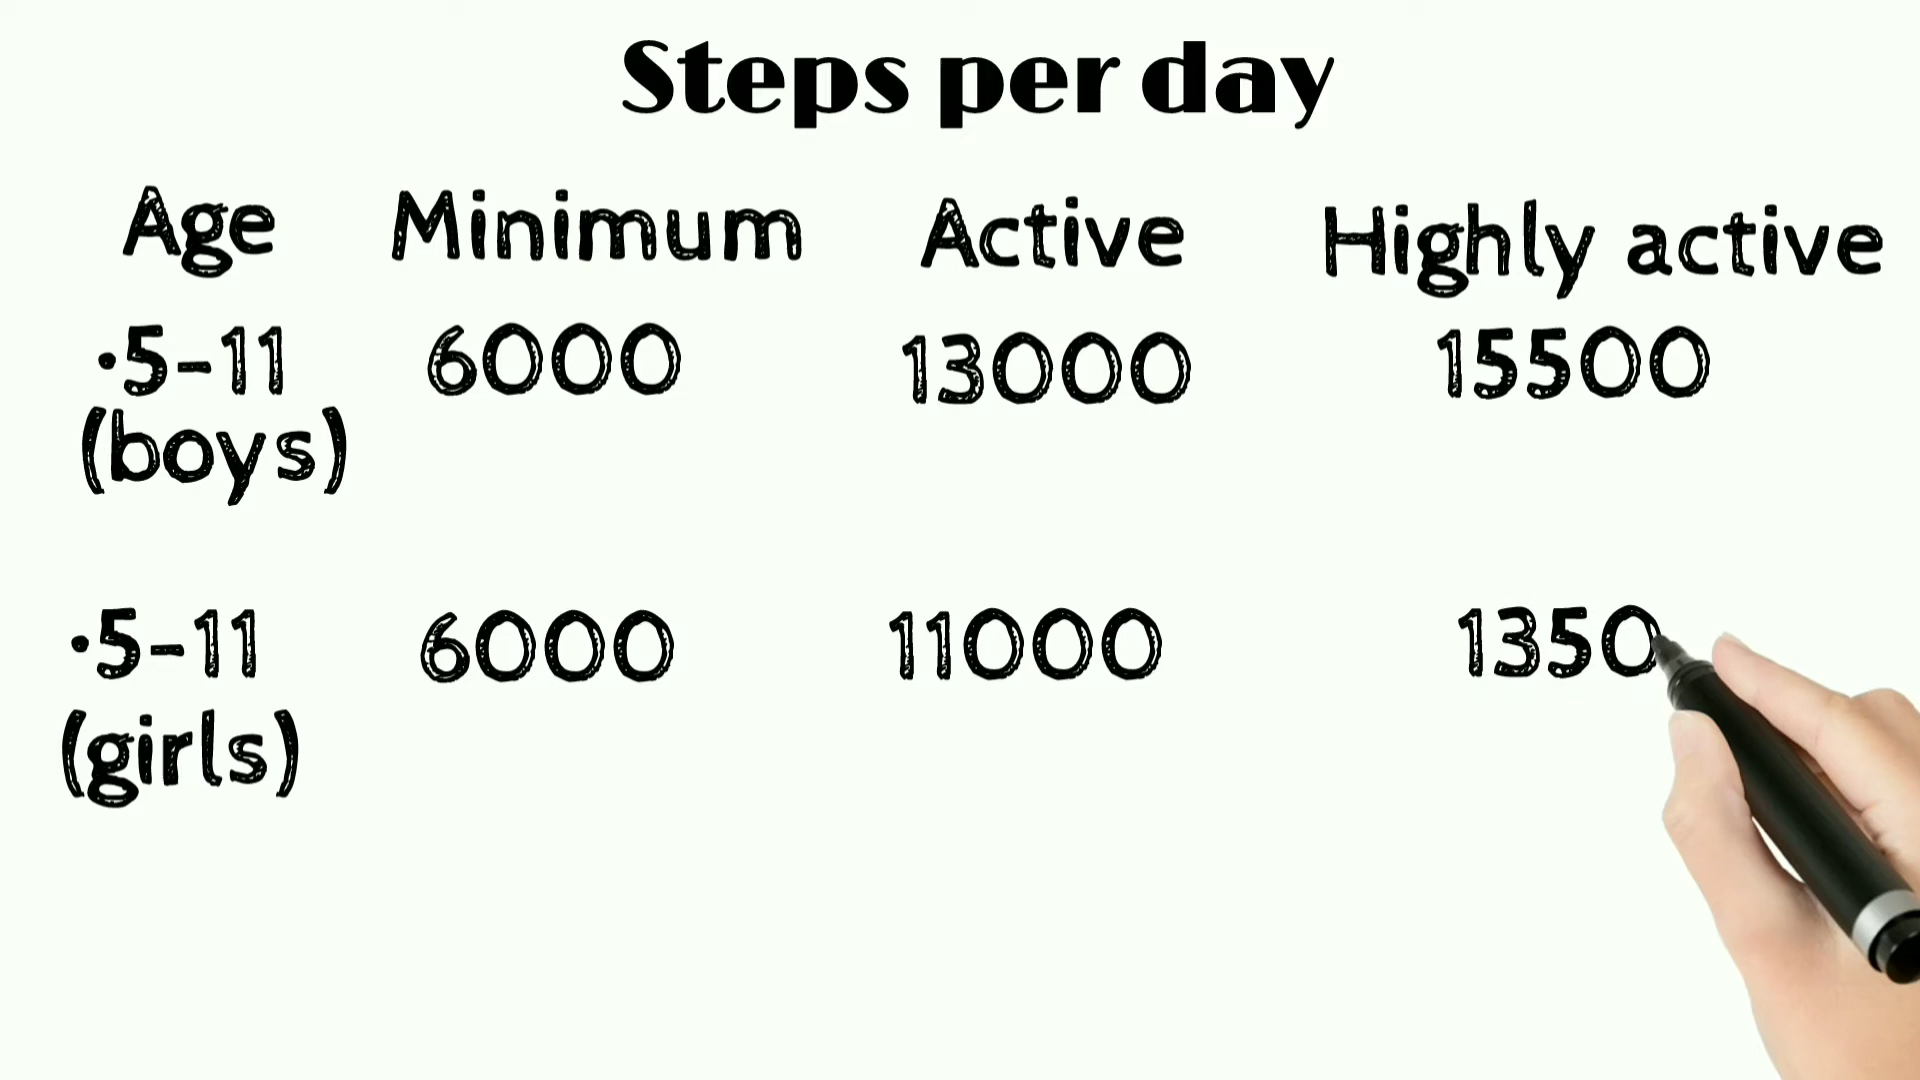 Steps per day
Age Minimum Active Highly active
·5-11 6000 13000 15500
(boys)
·5-11 6000 11000 1350
(girls)